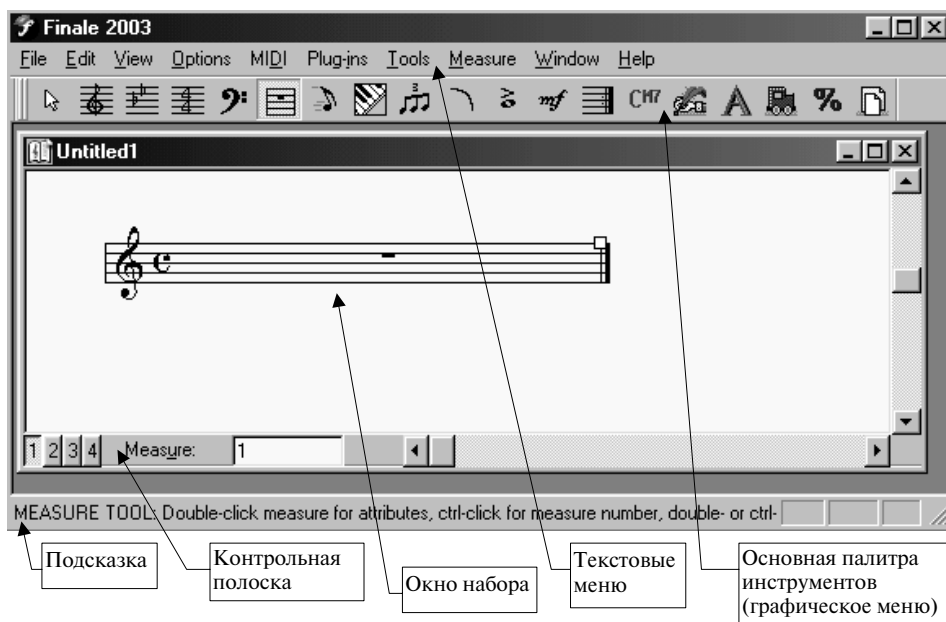 Finale 2003
File Edit View Options MIDI Plug-ins Tools Measure Window Help
CM7
Untitled1
1 2 3 4 Measure: 1
MEASURE TOOL: Double-click measure for attributes, ctrl-click for measure number, double- or ctrl-
Подсказка
Контрольная
полоска
Окно набора
Текстовые
меню
Основная палитра
инструментов
(графическое меню)